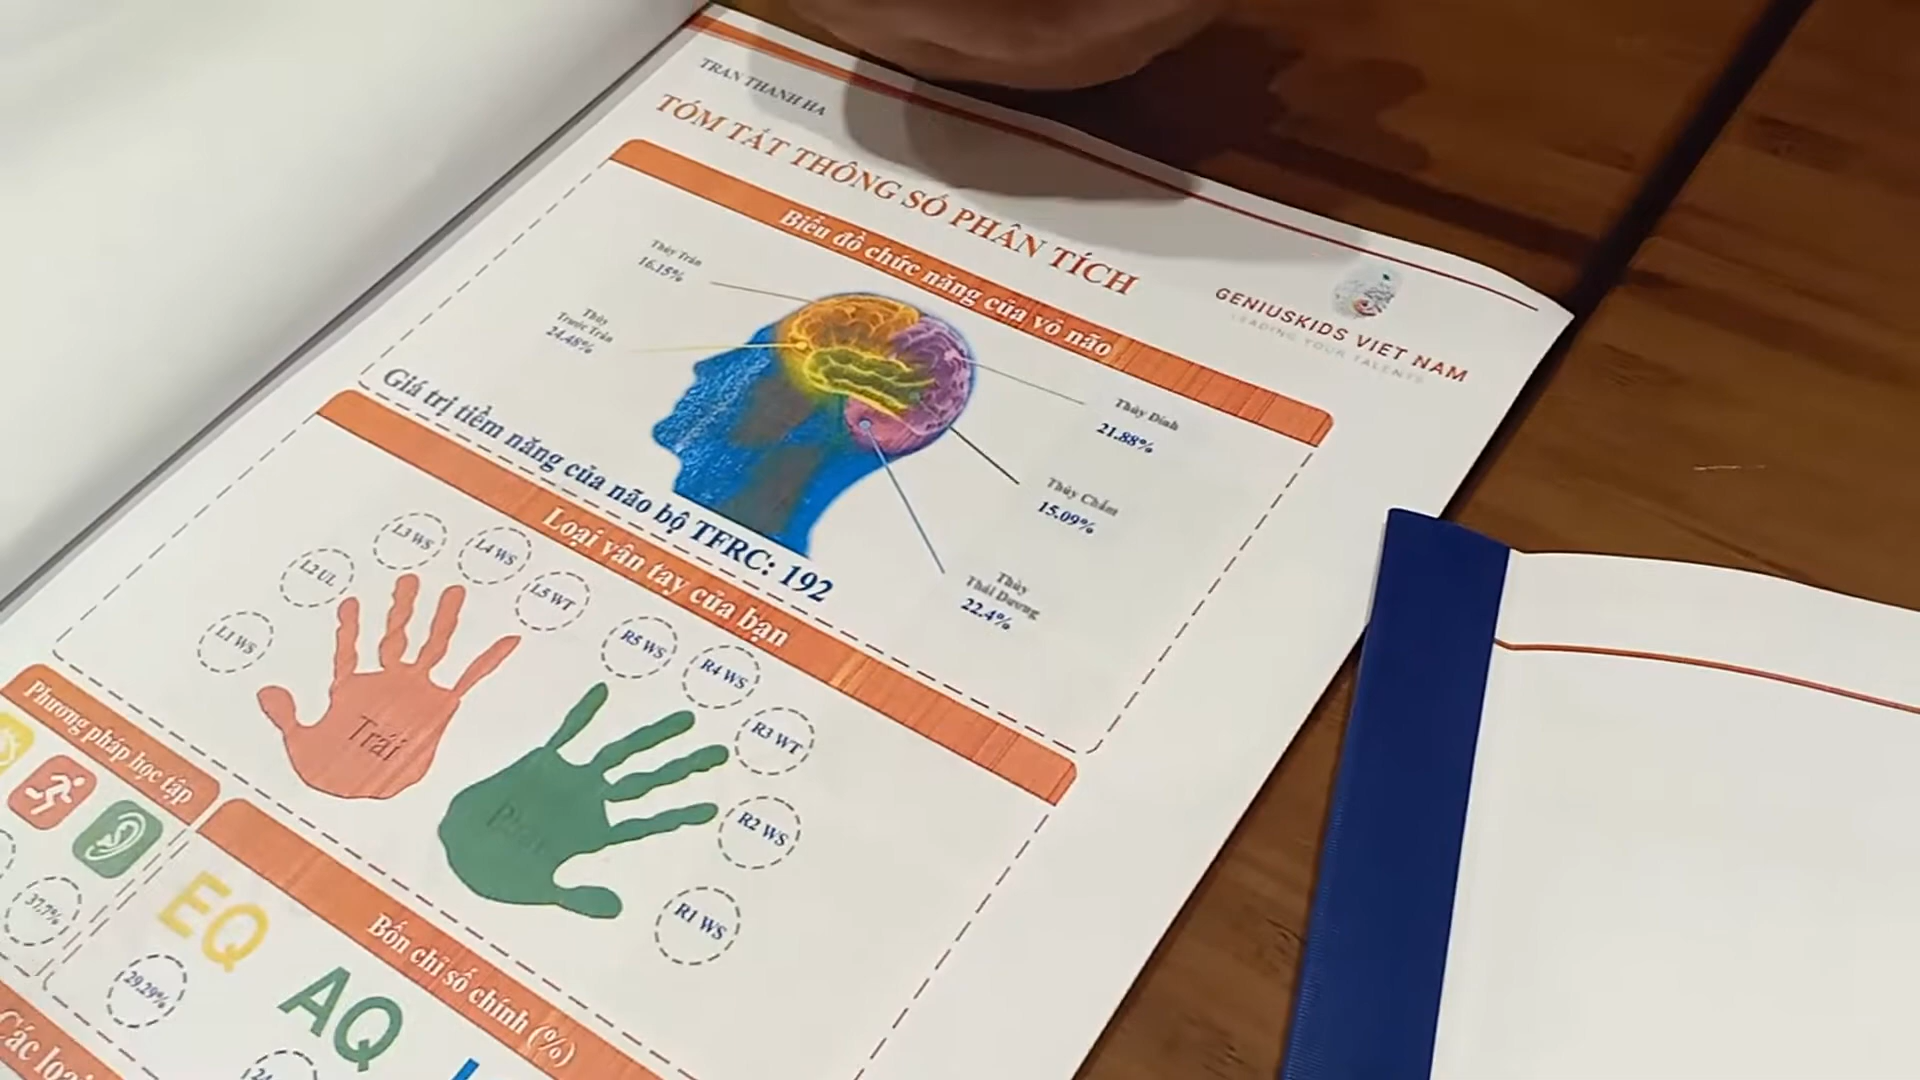 TRAN THANH HA
TÓM TẮT THÔNG SỐ PHÂN TÍCH
GENIUSKIDS VIET NAM
LEADING YOUR TALENTS
Biểu đồ chức năng của vỏ não
Thùy Trán
16.15%
Thùy
Trước Trán
24.48%
Thùy Đỉnh
21.88%
Thùy Chẩm
15.09%
Thùy
Thái Dương
22.4%
Giá trị tiềm năng của não bộ TFRC: 192
Loại vân tay của bạn
L1 WS
L2 UL
L3 WS
L4 WS
L5 WT
R5 WS
R4 WS
R3 WT
R2 WS
R1 WS
Trái
Phải
Phương pháp học tập
37.7%
Bốn chỉ số chính (%)
EQ
29.29%
AQ
Các loại